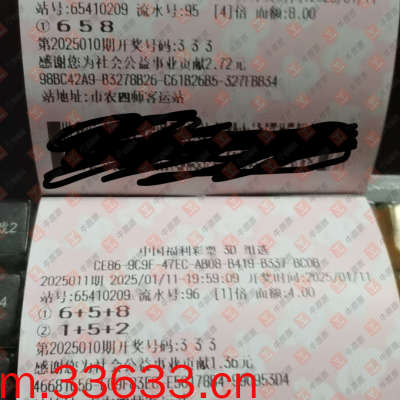 站号:65410209 流水号:95 [4]倍 面额:8.00
① 6 5 8
第2025010期开奖号码:3 3 3
感谢您为社会公益事业贡献2.72元
98BC42A9-B3278B26-C61B26B5-327FBB34
站地址:市农四师客运站
中国福利彩票 3D 组选
CE86-9C9F-47EC-AB08-B419-B337-BC0B
2025011期 2025/01/11-19:59:09 开奖时间:2025/01/11
站号:65410209 流水号:96 [1]倍 面额:4.00
① 6+5+8
② 1+5+2
第2025010期开奖号码:3 3 3
感谢您为社会公益事业贡献1.36元
m.33633.cn